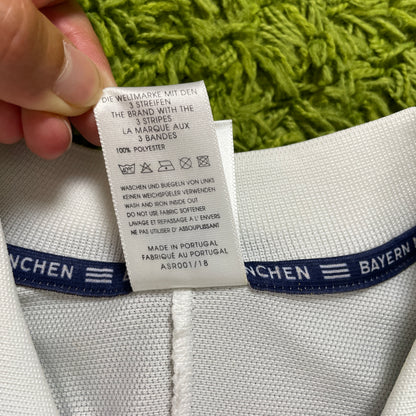 DIE WELTMARKE MIT DEN
3 STREIFEN
THE BRAND WITH THE
3 STRIPES
LA MARQUE AUX
3 BANDES
100% POLYESTER
WASCHEN UND BUEGELN VON LINKS
KEINEN WEICHSPÜLER VERWENDEN
WASH AND IRON INSIDE OUT
DO NOT USE FABRIC SOFTENER
LAVAGE ET REPASSAGE A L' ENVERS
NE PAS UTILISER D' ASSOUPLISSANT
MADE IN PORTUGAL
FABRIQUÉ AU PORTUGAL
ASR001/18
NCHEN
NCHEN
BAYERN